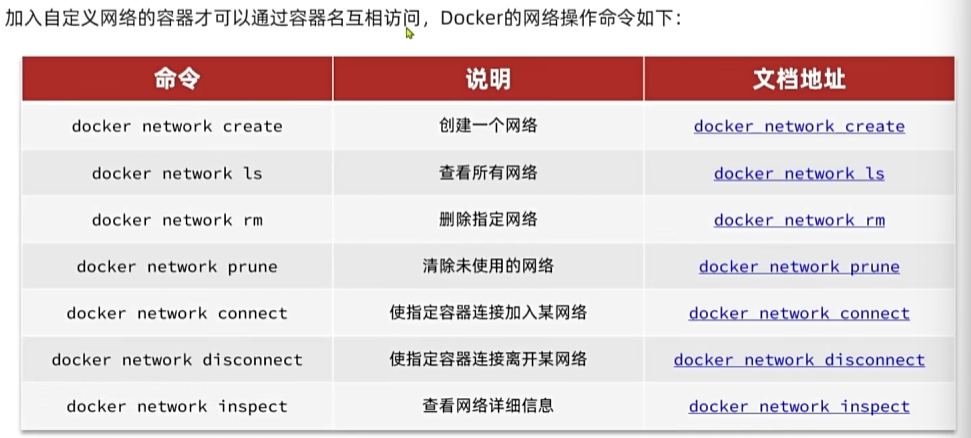 加入自定义网络的容器才可以通过容器名互相访问，Docker的网络操作命令如下：
命令 说明 文档地址
docker network create 创建一个网络 docker network create
docker network ls 查看所有网络 docker network ls
docker network rm 删除指定网络 docker network rm
docker network prune 清除未使用的网络 docker network prune
docker network connect 使指定容器连接加入某网络 docker network connect
docker network disconnect 使指定容器连接离开某网络 docker network disconnect
docker network inspect 查看网络详细信息 docker network inspect